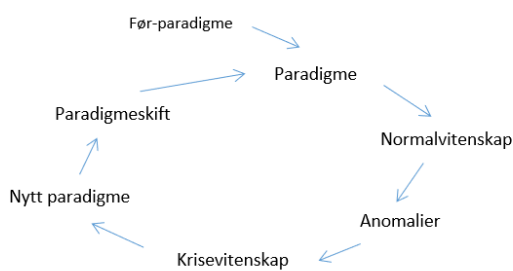 Før-paradigme
Paradigme
Normalvitenskap
Anomalier
Krisevitenskap
Nytt paradigme
Paradigmeskift